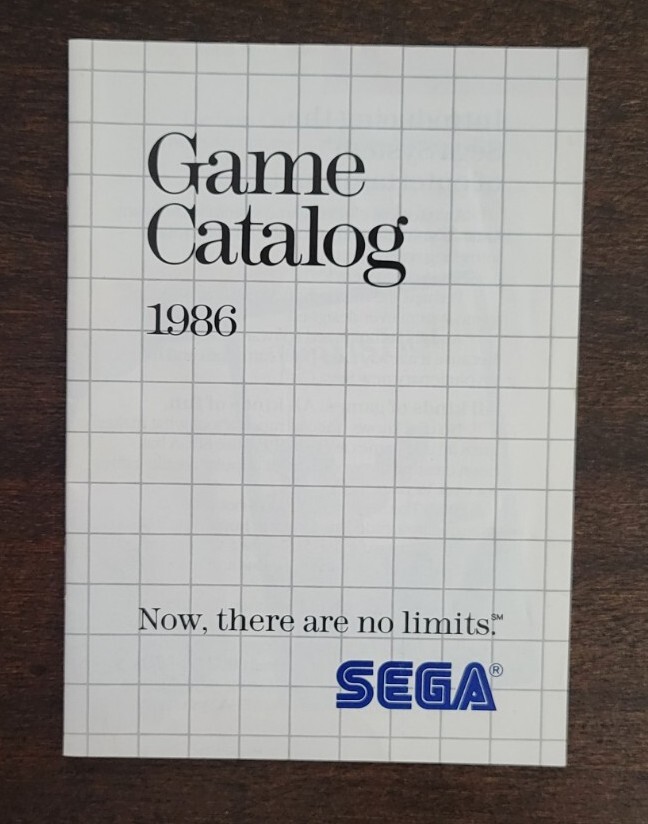 Game
Catalog
1986
Now, there are no limits.℠
SEGA®